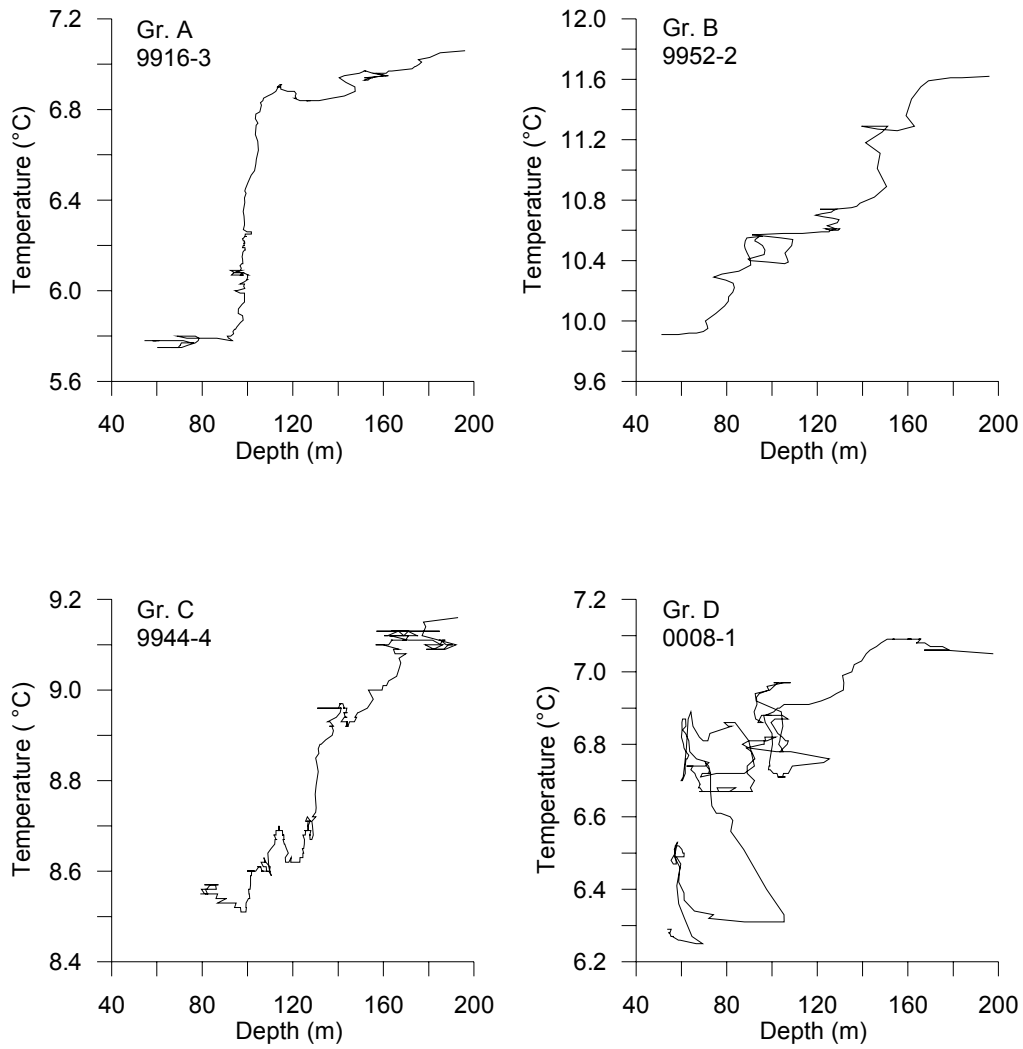 Gr. A
9916-3
7.2
6.8
6.4
6.0
5.6
Temperature (°C)
40 80 120 160 200
Depth (m)
Gr. B
9952-2
12.0
11.6
11.2
10.8
10.4
10.0
9.6
Temperature (°C)
40 80 120 160 200
Depth (m)
Gr. C
9944-4
9.2
9.0
8.8
8.6
8.4
Temperature ( °C)
40 80 120 160 200
Depth (m)
Gr. D
0008-1
7.2
7.0
6.8
6.6
6.4
6.2
Temperature (°C)
40 80 120 160 200
Depth (m)